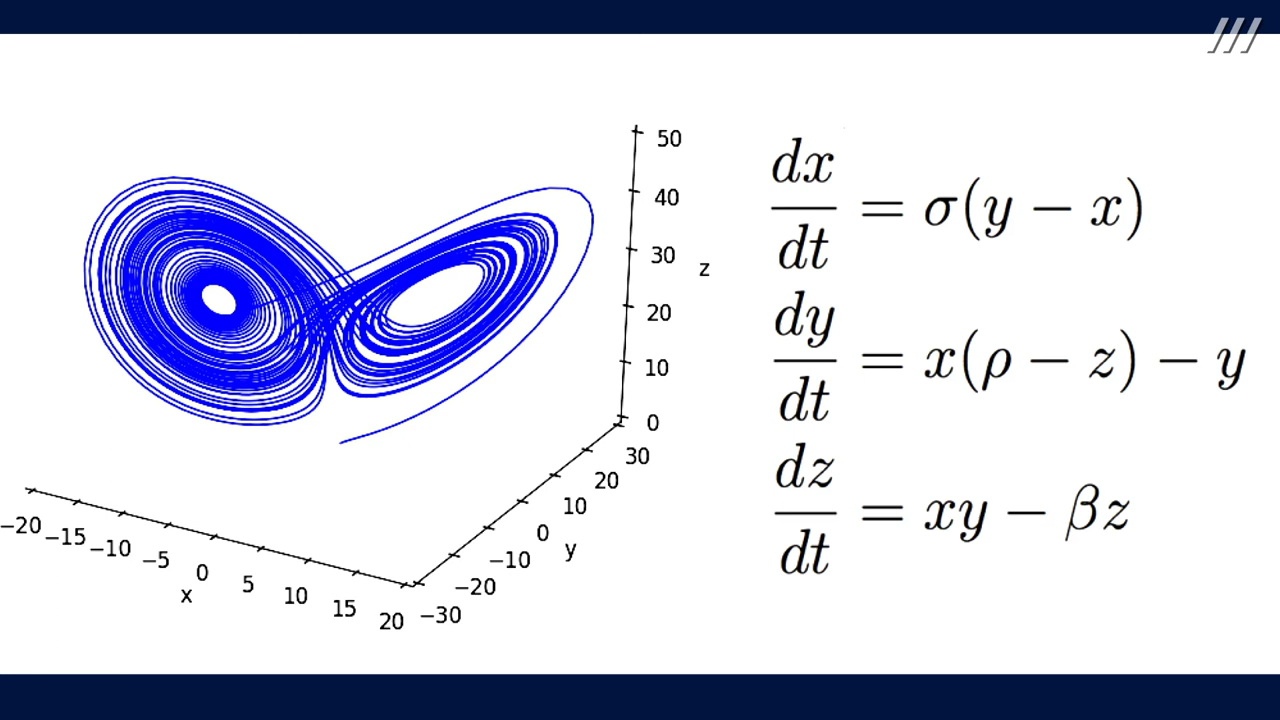 50
40
30
z
20
10
0
30
20
10
0
y
−10
−20
−30
−20 −15 −10 −5 0 5 10 15 20
x
dx/dt = σ(y − x)
dy/dt = x(ρ − z) − y
dz/dt = xy − βz